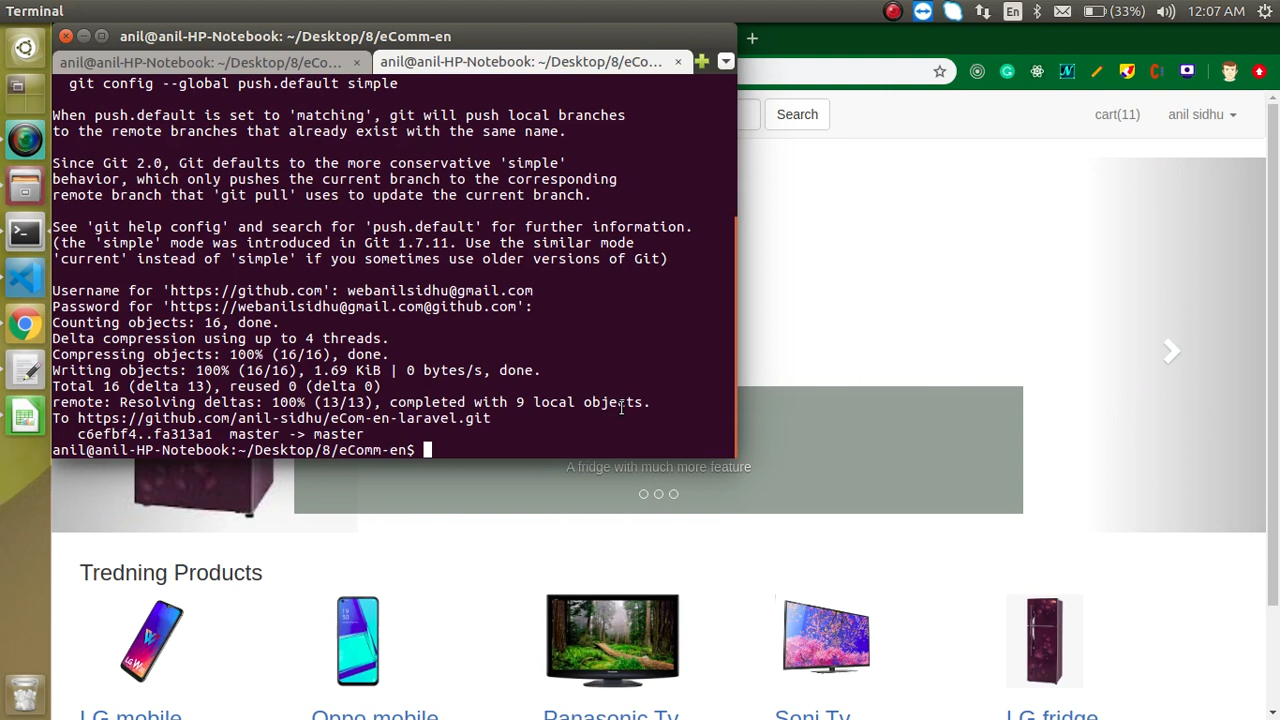 Terminal
En
(33%)
12:07 AM
anil@anil-HP-Notebook: ~/Desktop/8/eComm-en
anil@anil-HP-Notebook: ~/Desktop/8/eCo...
anil@anil-HP-Notebook: ~/Desktop/8/eCo...
git config --global push.default simple
When push.default is set to 'matching', git will push local branches
to the remote branches that already exist with the same name.
Since Git 2.0, Git defaults to the more conservative 'simple'
behavior, which only pushes the current branch to the corresponding
remote branch that 'git pull' uses to update the current branch.
See 'git help config' and search for 'push.default' for further information.
(the 'simple' mode was introduced in Git 1.7.11. Use the similar mode
'current' instead of 'simple' if you sometimes use older versions of Git)
Username for 'https://github.com': webanilsidhu@gmail.com
Password for 'https://webanilsidhu@gmail.com@github.com':
Counting objects: 16, done.
Delta compression using up to 4 threads.
Compressing objects: 100% (16/16), done.
Writing objects: 100% (16/16), 1.69 KiB | 0 bytes/s, done.
Total 16 (delta 13), reused 0 (delta 0)
remote: Resolving deltas: 100% (13/13), completed with 9 local objects.
To https://github.com/anil-sidhu/eCom-en-laravel.git
c6efbf4..fa313a1 master -> master
anil@anil-HP-Notebook:~/Desktop/8/eComm-en$
Search
cart(11)
anil sidhu
A fridge with much more feature
Tredning Products
LG mobile
Oppo mobile
Panasonic Tv
Soni Tv
LG fridge